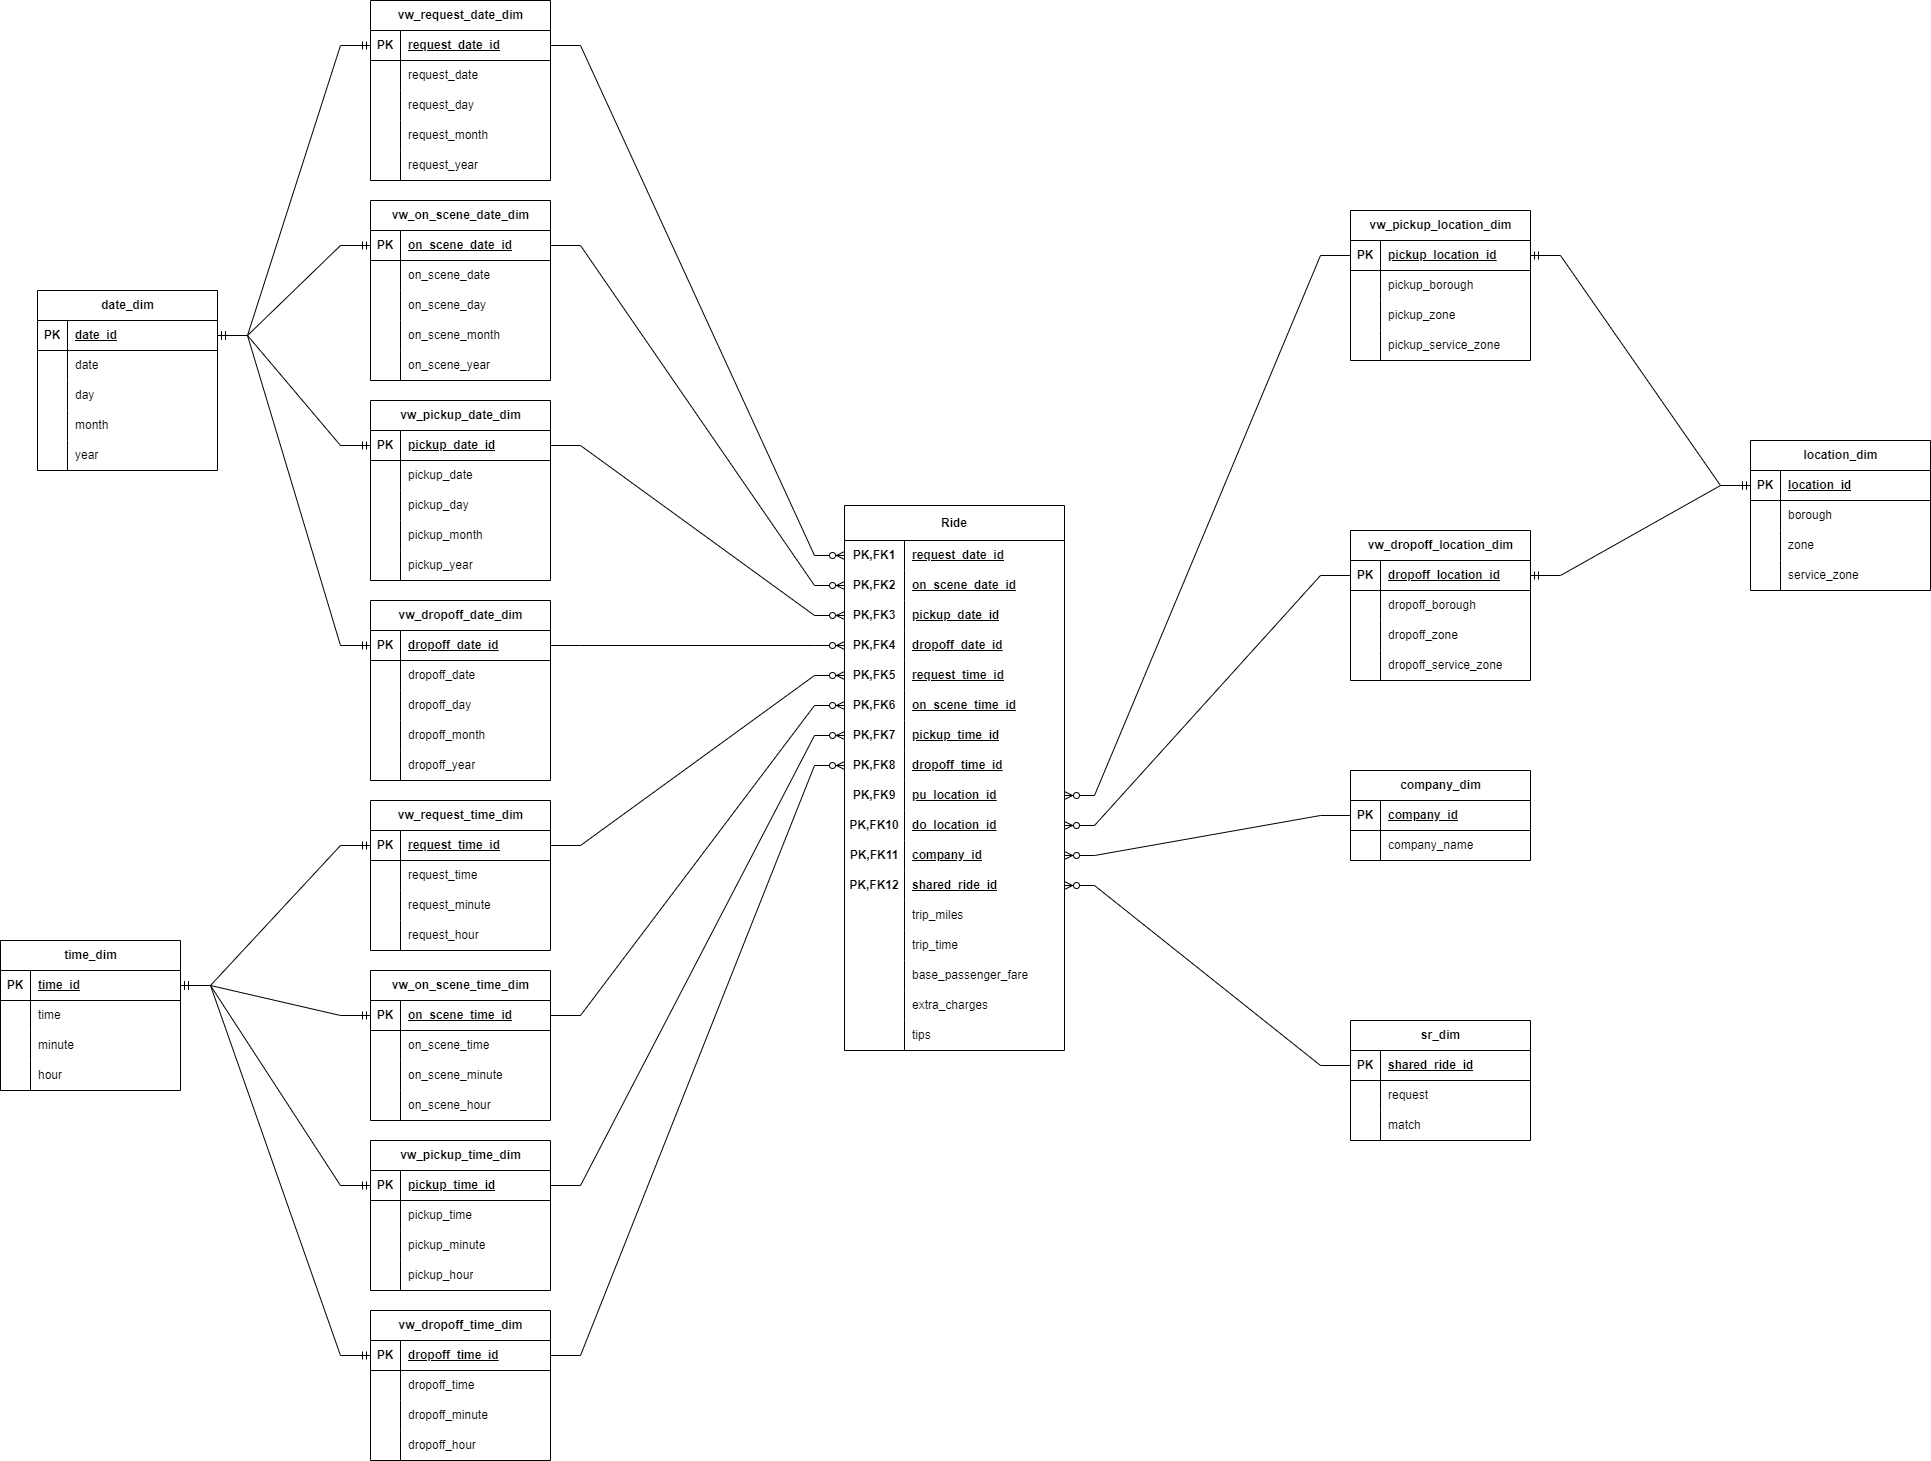 vw_request_date_dim
PK request_date_id
request_date
request_day
request_month
request_year
vw_on_scene_date_dim
PK on_scene_date_id
on_scene_date
on_scene_day
on_scene_month
on_scene_year
date_dim
PK date_id
date
day
month
year
vw_pickup_date_dim
PK pickup_date_id
pickup_date
pickup_day
pickup_month
pickup_year
vw_dropoff_date_dim
PK dropoff_date_id
dropoff_date
dropoff_day
dropoff_month
dropoff_year
vw_request_time_dim
PK request_time_id
request_time
request_minute
request_hour
time_dim
PK time_id
time
minute
hour
vw_on_scene_time_dim
PK on_scene_time_id
on_scene_time
on_scene_minute
on_scene_hour
vw_pickup_time_dim
PK pickup_time_id
pickup_time
pickup_minute
pickup_hour
vw_dropoff_time_dim
PK dropoff_time_id
dropoff_time
dropoff_minute
dropoff_hour
Ride
PK,FK1 request_date_id
PK,FK2 on_scene_date_id
PK,FK3 pickup_date_id
PK,FK4 dropoff_date_id
PK,FK5 request_time_id
PK,FK6 on_scene_time_id
PK,FK7 pickup_time_id
PK,FK8 dropoff_time_id
PK,FK9 pu_location_id
PK,FK10 do_location_id
PK,FK11 company_id
PK,FK12 shared_ride_id
trip_miles
trip_time
base_passenger_fare
extra_charges
tips
vw_pickup_location_dim
PK pickup_location_id
pickup_borough
pickup_zone
pickup_service_zone
vw_dropoff_location_dim
PK dropoff_location_id
dropoff_borough
dropoff_zone
dropoff_service_zone
location_dim
PK location_id
borough
zone
service_zone
company_dim
PK company_id
company_name
sr_dim
PK shared_ride_id
request
match